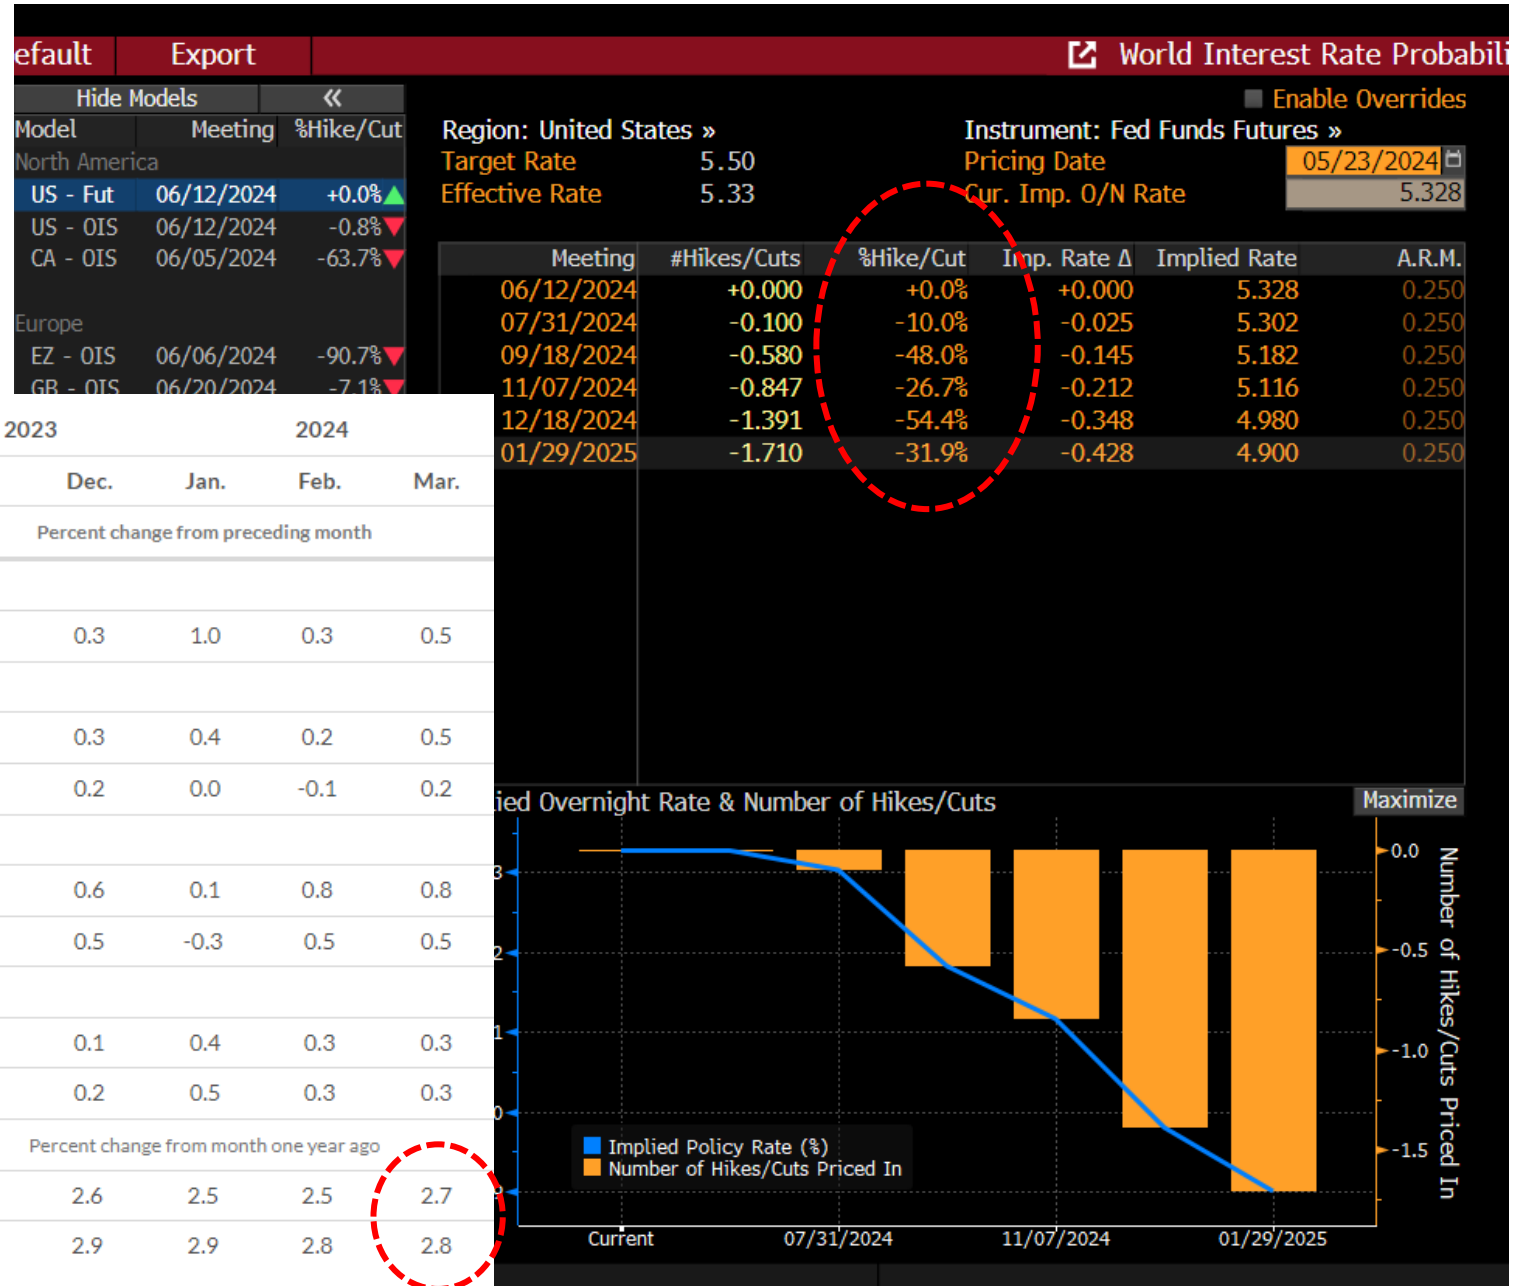 efault Export World Interest Rate Probabili
Hide Models «
Enable Overrides
Model Meeting %Hike/Cut
Region: United States » Instrument: Fed Funds Futures »
North America
Target Rate 5.50 Pricing Date 05/23/2024
US - Fut 06/12/2024 +0.0%
Effective Rate 5.33 Cur. Imp. O/N Rate 5.328
US - OIS 06/12/2024 -0.8%
CA - OIS 06/05/2024 -63.7%
Europe
EZ - OIS 06/06/2024 -90.7%
GB - OIS 06/20/2024 -7.1%
Meeting #Hikes/Cuts %Hike/Cut Imp. Rate Δ Implied Rate A.R.M.
06/12/2024 +0.000 +0.0% +0.000 5.328 0.250
07/31/2024 -0.100 -10.0% -0.025 5.302 0.250
09/18/2024 -0.580 -48.0% -0.145 5.182 0.250
11/07/2024 -0.847 -26.7% -0.212 5.116 0.250
12/18/2024 -1.391 -54.4% -0.348 4.980 0.250
01/29/2025 -1.710 -31.9% -0.428 4.900 0.250
2023 2024
Dec. Jan. Feb. Mar.
Percent change from preceding month
0.3 1.0 0.3 0.5
0.3 0.4 0.2 0.5
0.2 0.0 -0.1 0.2
0.6 0.1 0.8 0.8
0.5 -0.3 0.5 0.5
0.1 0.4 0.3 0.3
0.2 0.5 0.3 0.3
Percent change from month one year ago
2.6 2.5 2.5 2.7
2.9 2.9 2.8 2.8
ied Overnight Rate & Number of Hikes/Cuts
Maximize
3
2
1
0
9
0.0
-0.5
-1.0
-1.5
Number of Hikes/Cuts Priced In
Implied Policy Rate (%)
Number of Hikes/Cuts Priced In
Current 07/31/2024 11/07/2024 01/29/2025